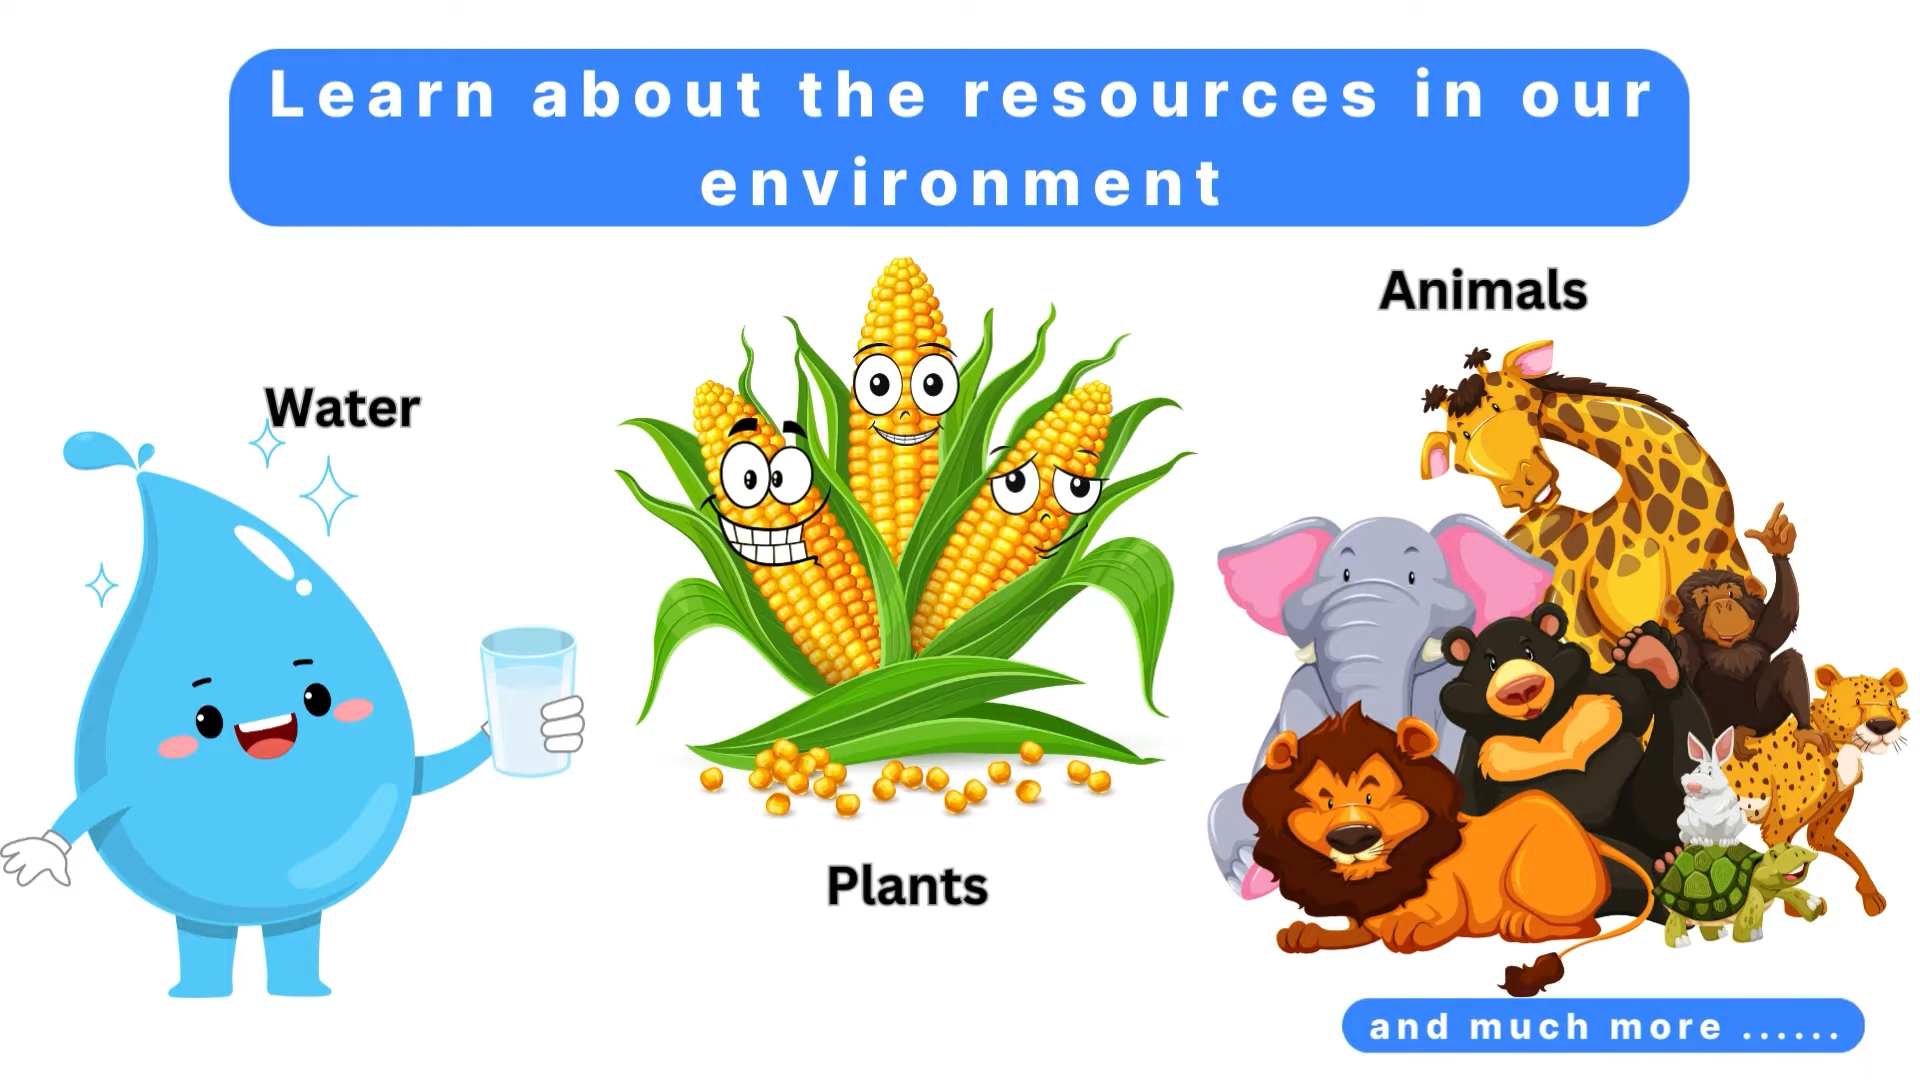 Learn about the resources in our
environment
Water
Animals
Plants
and much more ......